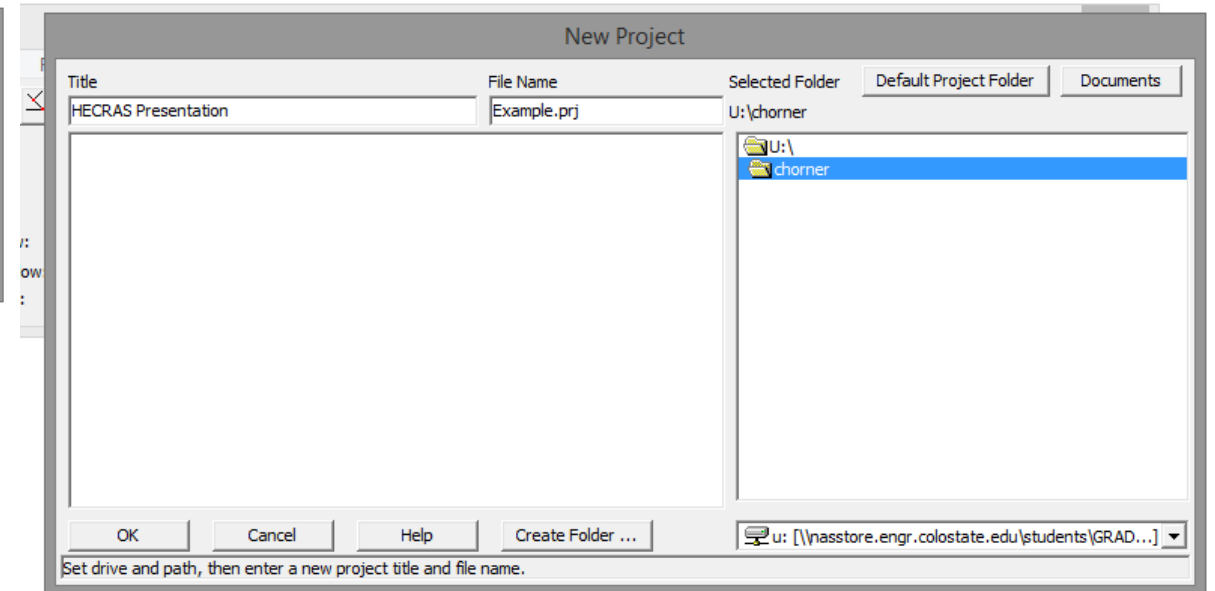 New Project
Title File Name Selected Folder Default Project Folder Documents
HECRAS Presentation Example.prj U:\chorner
U:\
chorner
OK Cancel Help Create Folder ... u: [\\nasstore.engr.colostate.edu\students\GRAD...]
Set drive and path, then enter a new project title and file name.